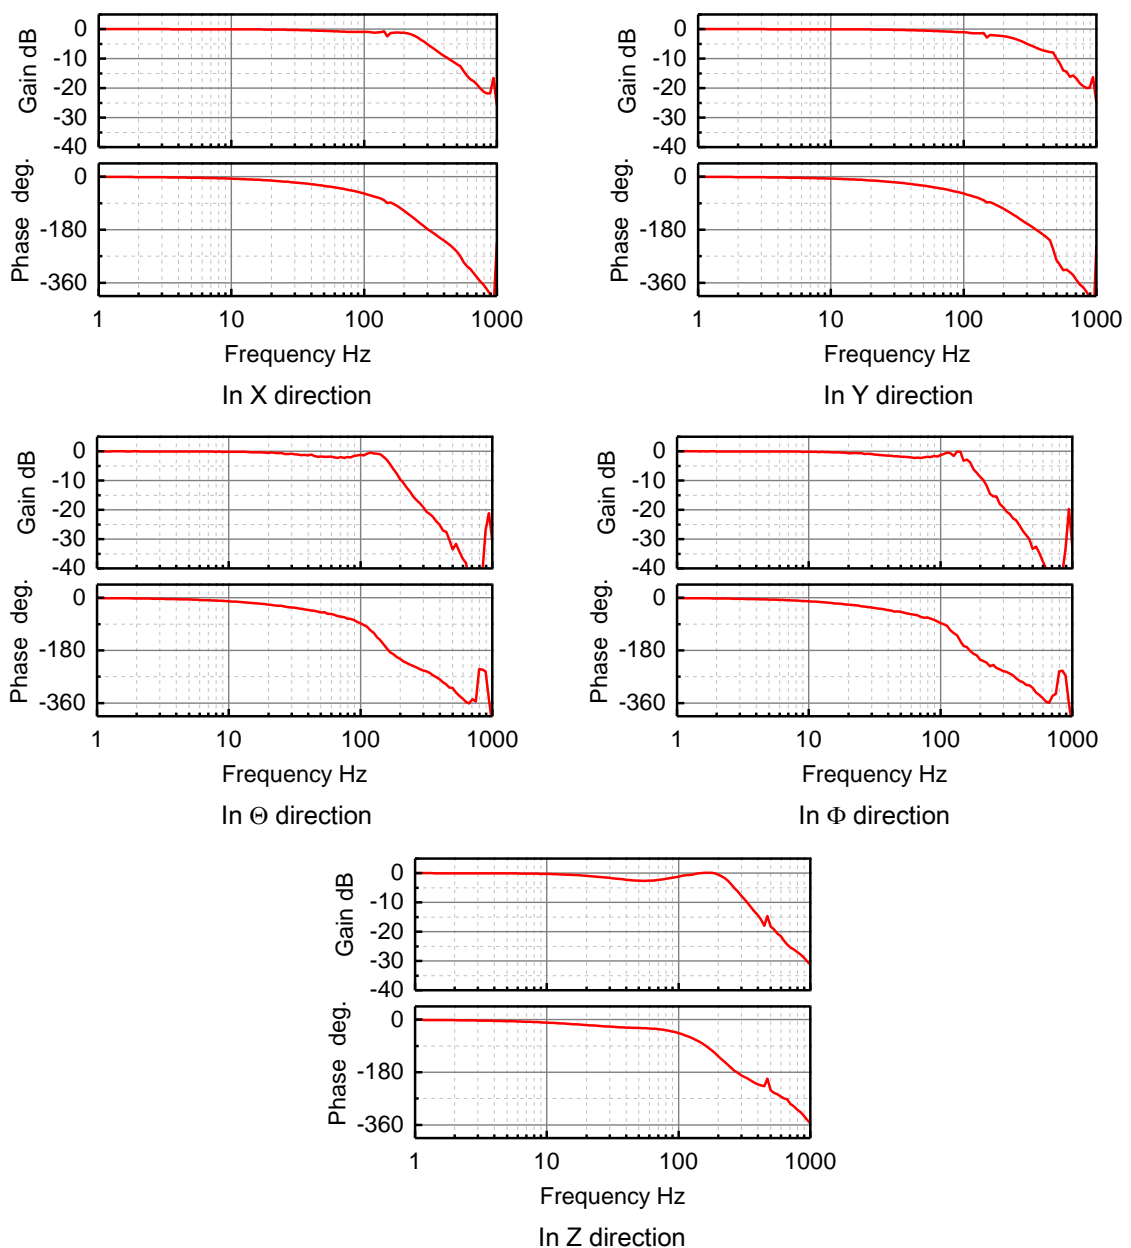 0
-10
-20
-30
-40
Gain dB
0
-180
-360
Phase deg.
1 10 100 1000
Frequency Hz
In X direction
0
-10
-20
-30
-40
Gain dB
0
-180
-360
Phase deg.
1 10 100 1000
Frequency Hz
In Y direction
0
-10
-20
-30
-40
Gain dB
0
-180
-360
Phase deg.
1 10 100 1000
Frequency Hz
In Θ direction
0
-10
-20
-30
-40
Gain dB
0
-180
-360
Phase deg.
1 10 100 1000
Frequency Hz
In Φ direction
0
-10
-20
-30
-40
Gain dB
0
-180
-360
Phase deg.
1 10 100 1000
Frequency Hz
In Z direction